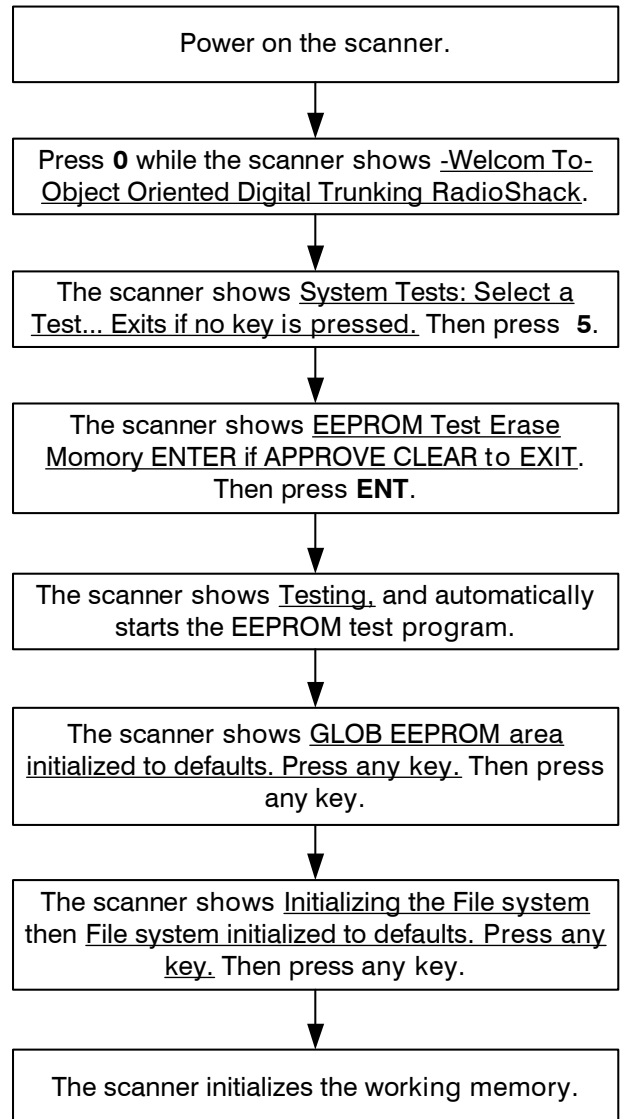 Power on the scanner.
Press 0 while the scanner shows -Welcom To-
Object Oriented Digital Trunking RadioShack.
The scanner shows System Tests: Select a
Test... Exits if no key is pressed. Then press 5.
The scanner shows EEPROM Test Erase
Momory ENTER if APPROVE CLEAR to EXIT.
Then press ENT.
The scanner shows Testing, and automatically
starts the EEPROM test program.
The scanner shows GLOB EEPROM area
initialized to defaults. Press any key. Then press
any key.
The scanner shows Initializing the File system
then File system initialized to defaults. Press any
key. Then press any key.
The scanner initializes the working memory.